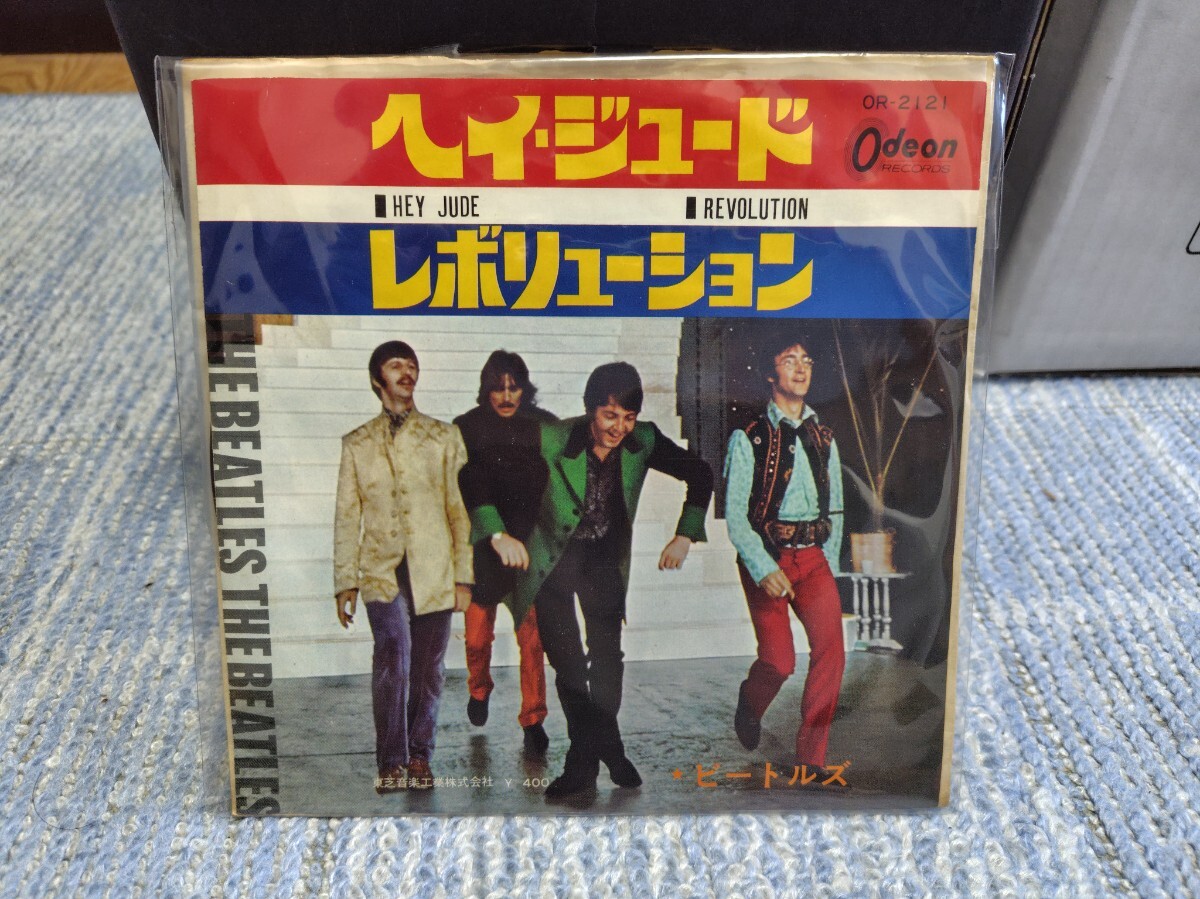 ヘイ・ジュード
OR-2121
Odeon
RECORDS
■HEY JUDE ■REVOLUTION
レボリューション
THE BEATLES THE BEATLES
東芝音楽工業株式会社 ¥ 400
★ビートルズ